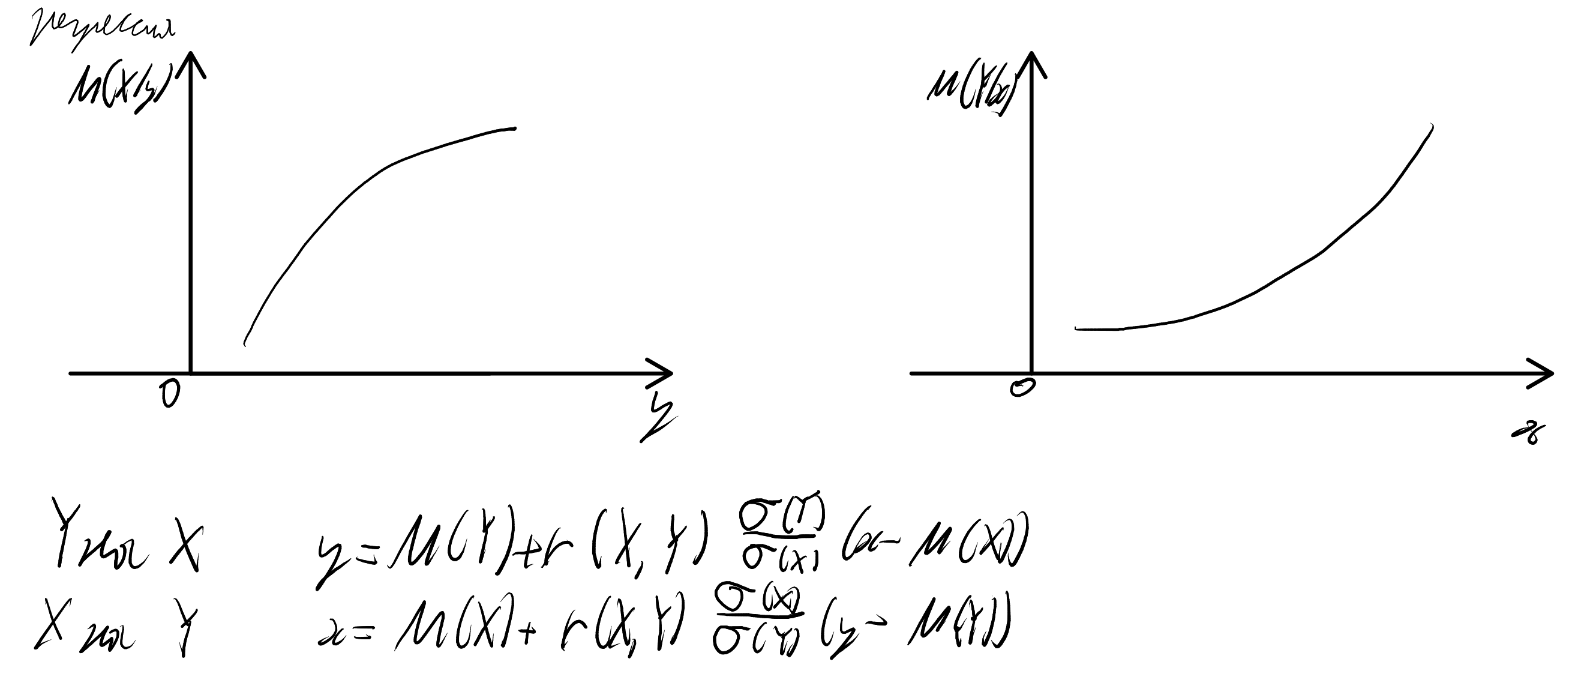 регрессия
M(X/y)
M(Y/x)
0
y
0
x
Y на X y = M(Y) + r (X, Y) σ(Y)/σ(X) (x - M(X))
X на Y x = M(X) + r(X, Y) σ(X)/σ(Y) (y - M(Y))